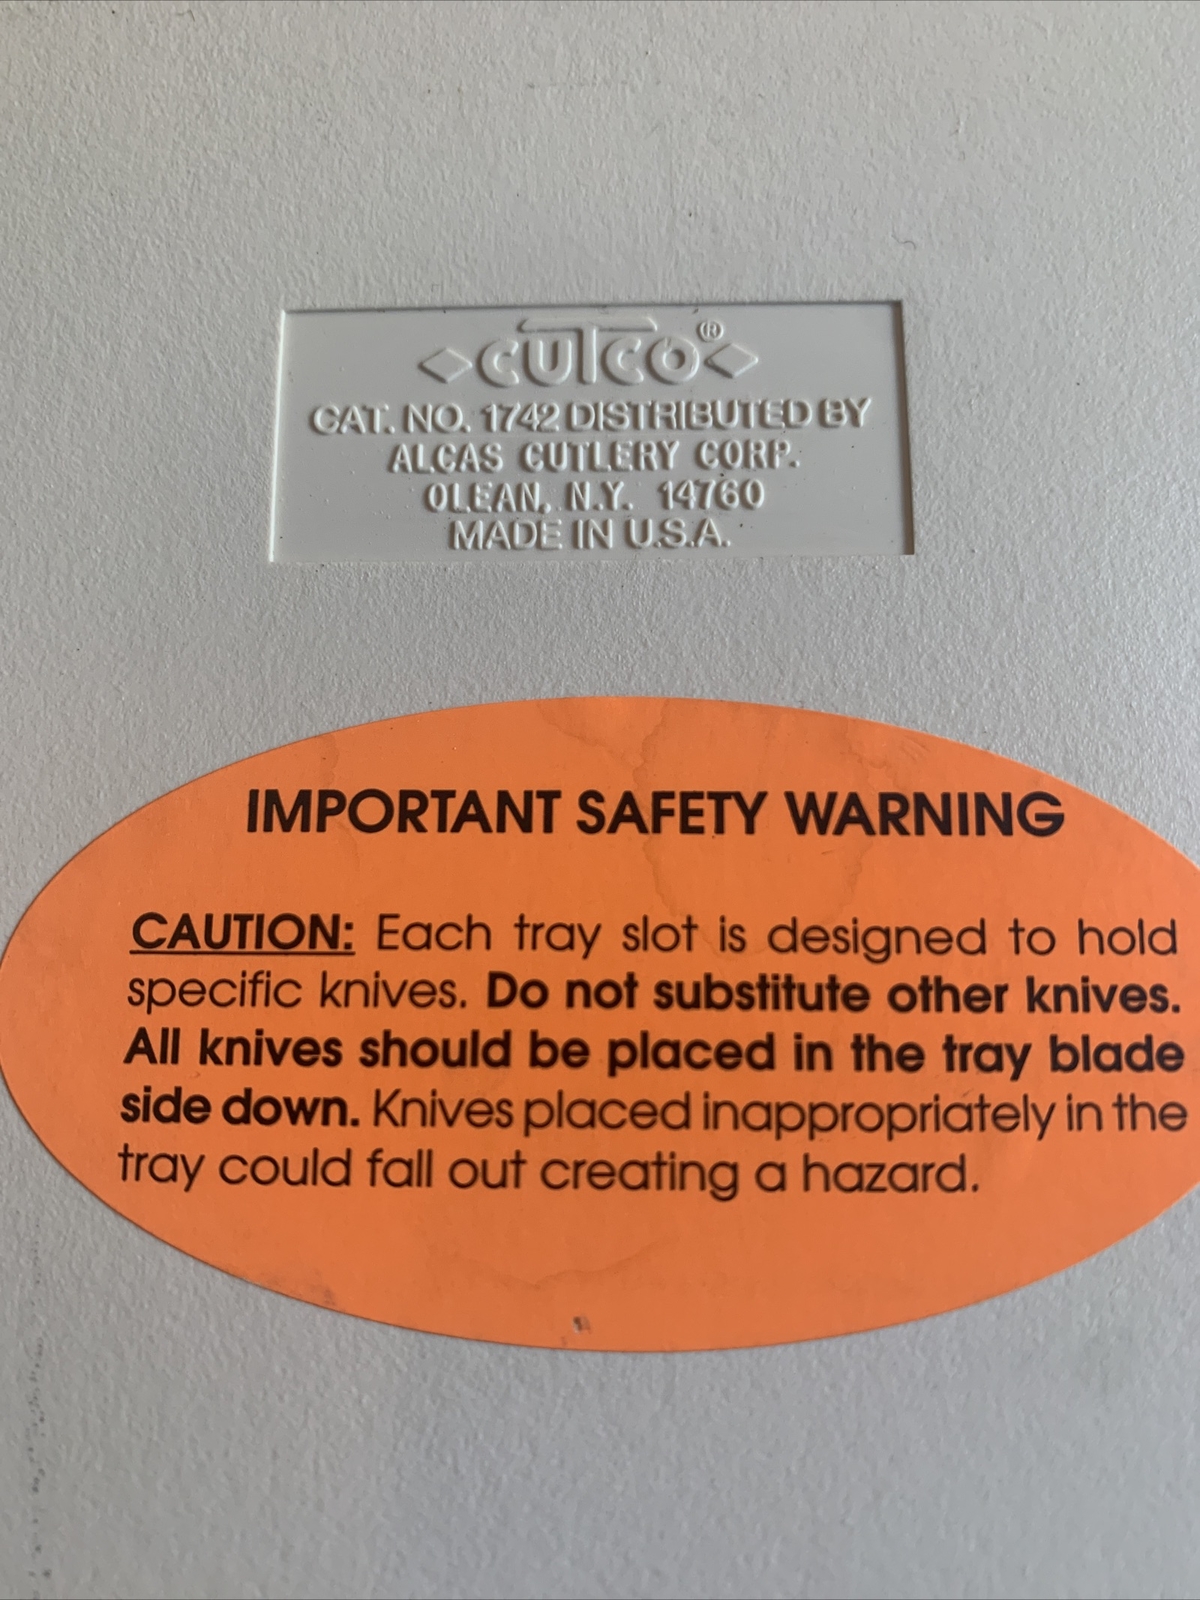 CUTCO®
CAT. NO. 1742 DISTRIBUTED BY
ALCAS CUTLERY CORP.
OLEAN, N.Y. 14760
MADE IN U.S.A.
IMPORTANT SAFETY WARNING
CAUTION: Each tray slot is designed to hold
specific knives. Do not substitute other knives.
All knives should be placed in the tray blade
side down. Knives placed inappropriately in the
tray could fall out creating a hazard.